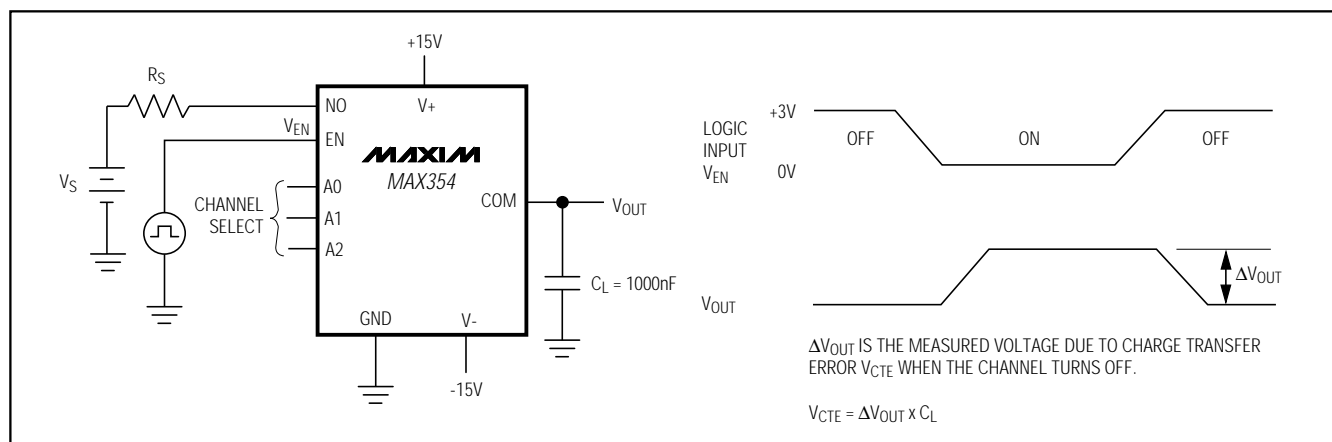 +15V
RS
NO
V+
VEN
EN
MAXIM
MAX354
VS
A0
CHANNEL
SELECT
A1
A2
COM
VOUT
CL = 1000nF
GND
V-
-15V
LOGIC
INPUT
VEN
+3V
0V
OFF
ON
OFF
VOUT
ΔVOUT
ΔVOUT IS THE MEASURED VOLTAGE DUE TO CHARGE TRANSFER
ERROR VCTE WHEN THE CHANNEL TURNS OFF.
VCTE = ΔVOUT x CL